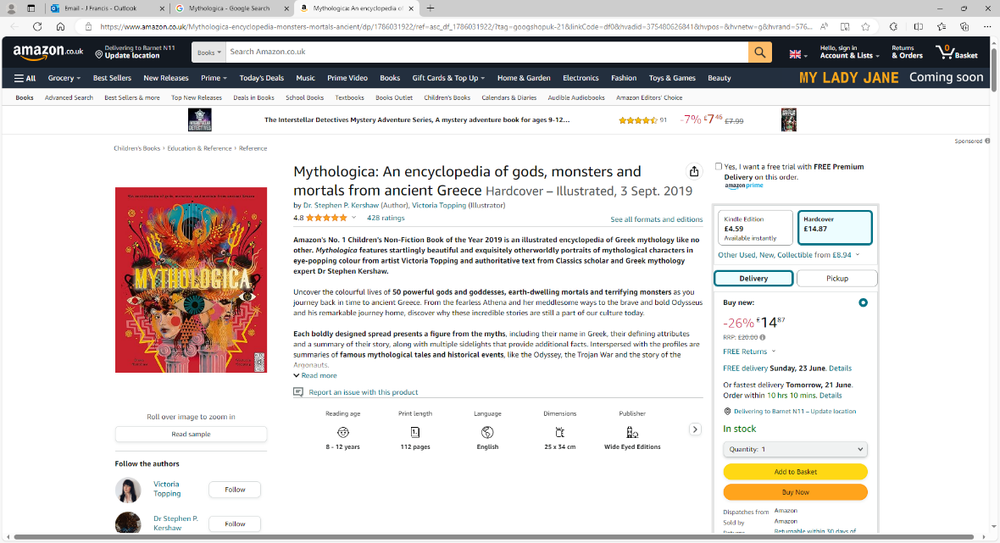 Email - J Francis - Outlook
Mythologica - Google Search
Mythologica: An encyclopedia of
https://www.amazon.co.uk/Mythologica-encyclopedia-monsters-mortals-ancient/dp/1786031922/ref=asc_df_1786031922/?tag=googshopuk-21&linkCode=df0&hvadid=375480626841&hvpos=&hvnetw=g&hvrand=576...
amazon.co.uk
Delivering to Barnet N11
Update location
Books
Search Amazon.co.uk
Hello, sign in
Account & Lists
Returns
& Orders
0
Basket
All
Grocery
Best Sellers
New Releases
Prime
Today's Deals
Music
Prime Video
Books
Gift Cards & Top Up
Home & Garden
Electronics
Fashion
Toys & Games
Beauty
MY LADY JANE Coming soon
Books
Advanced Search
Best Sellers & more
Top New Releases
Deals in Books
School Books
Textbooks
Books Outlet
Children's Books
Calendars & Diaries
Audible Audiobooks
Amazon Editors' Choice
INTERSTELLAR DETECTIVES
The Interstellar Detectives Mystery Adventure Series, A mystery adventure book for ages 9-12...
91
-7% £7.46 £7.99
Sponsored
Children's Books › Education & Reference › Reference
Mythologica: An encyclopedia of gods, monsters and
mortals from ancient Greece Hardcover – Illustrated, 3 Sept. 2019
by Dr. Stephen P. Kershaw (Author), Victoria Topping (Illustrator)
4.8 428 ratings
See all formats and editions
Amazon's No. 1 Children's Non-Fiction Book of the Year 2019 is an illustrated encyclopedia of Greek mythology like no
other. Mythologica features startlingly beautiful and exquisitely otherworldly portraits of mythological characters in
eye-popping colour from artist Victoria Topping and authoritative text from Classics scholar and Greek mythology
expert Dr Stephen Kershaw.
Uncover the colourful lives of 50 powerful gods and goddesses, earth-dwelling mortals and terrifying monsters as you
journey back in time to ancient Greece. From the fearless Athena and her meddlesome ways to the brave and bold Odysseus
and his remarkable journey home, discover why these incredible stories are still a part of our culture today.
Each boldly designed spread presents a figure from the myths, including their name in Greek, their defining attributes
and a summary of their story, along with multiple sidelights that provide additional facts. Interspersed with the profiles are
summaries of famous mythological tales and historical events, like the Odyssey, the Trojan War and the story of the
Argonauts.
Read more
Report an issue with this product
Reading age
8 - 12 years
Print length
112 pages
Language
English
Dimensions
25 x 34 cm
Publisher
Wide Eyed Editions
An encyclopedia of gods, monsters and mortals from ancient Greece
MYTHOLOGICA
Roll over image to zoom in
Read sample
Follow the authors
Victoria
Topping
Follow
Dr Stephen P.
Kershaw
Follow
Yes, I want a free trial with FREE Premium
Delivery on this order.
amazon prime
Kindle Edition
£4.59
Available instantly
Hardcover
£14.87
Other Used, New, Collectible from £8.94
Delivery
Pickup
Buy new:
-26% £14.87
RRP: £20.00
FREE Returns
FREE delivery Sunday, 23 June. Details
Or fastest delivery Tomorrow, 21 June.
Order within 10 hrs 10 mins. Details
Delivering to Barnet N11 – Update location
In stock
Quantity: 1
Add to Basket
Buy Now
Dispatches from Amazon
Sold by Amazon
Returns Returnable within 30 days of